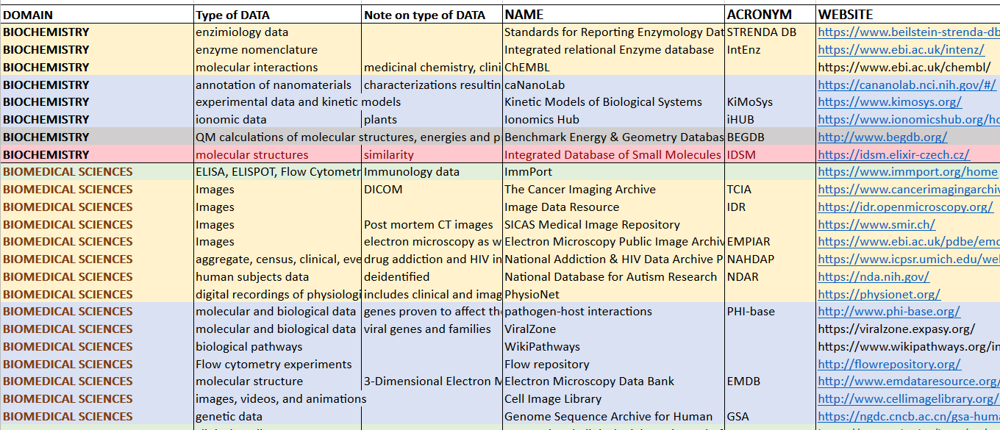 DOMAIN Type of DATA Note on type of DATA NAME ACRONYM WEBSITE
BIOCHEMISTRY enzimiology data Standards for Reporting Enzymology Dat STRENDA DB https://www.beilstein-strenda-db
BIOCHEMISTRY enzyme nomenclature Integrated relational Enzyme database IntEnz https://www.ebi.ac.uk/intenz/
BIOCHEMISTRY molecular interactions medicinal chemistry, clini ChEMBL https://www.ebi.ac.uk/chembl/
BIOCHEMISTRY annotation of nanomaterials characterizations resultin caNanoLab https://cananolab.nci.nih.gov/#/
BIOCHEMISTRY experimental data and kinetic models Kinetic Models of Biological Systems KiMoSys https://www.kimosys.org/
BIOCHEMISTRY ionomic data plants Ionomics Hub iHUB https://www.ionomicshub.org/ho
BIOCHEMISTRY QM calculations of molecular structures, energies and p Benchmark Energy & Geometry Databas BEGDB http://www.begdb.org/
BIOCHEMISTRY molecular structures similarity Integrated Database of Small Molecules IDSM https://idsm.elixir-czech.cz/
BIOMEDICAL SCIENCES ELISA, ELISPOT, Flow Cytometr Immunology data ImmPort https://www.immport.org/home
BIOMEDICAL SCIENCES Images DICOM The Cancer Imaging Archive TCIA https://www.cancerimagingarchiv
BIOMEDICAL SCIENCES Images Image Data Resource IDR https://idr.openmicroscopy.org/
BIOMEDICAL SCIENCES Images Post mortem CT images SICAS Medical Image Repository https://www.smir.ch/
BIOMEDICAL SCIENCES Images electron microscopy as w Electron Microscopy Public Image Archiv EMPIAR https://www.ebi.ac.uk/pdbe/emd
BIOMEDICAL SCIENCES aggregate, census, clinical, eve drug addiction and HIV in National Addiction & HIV Data Archive P NAHDAP https://www.icpsr.umich.edu/wel
BIOMEDICAL SCIENCES human subjects data deidentified National Database for Autism Research NDAR https://nda.nih.gov/
BIOMEDICAL SCIENCES digital recordings of physiologi includes clinical and imag PhysioNet https://physionet.org/
BIOMEDICAL SCIENCES molecular and biological data genes proven to affect th pathogen-host interactions PHI-base http://www.phi-base.org/
BIOMEDICAL SCIENCES molecular and biological data viral genes and families ViralZone https://viralzone.expasy.org/
BIOMEDICAL SCIENCES biological pathways WikiPathways https://www.wikipathways.org/in
BIOMEDICAL SCIENCES Flow cytometry experiments Flow repository http://flowrepository.org/
BIOMEDICAL SCIENCES molecular structure 3-Dimensional Electron M Electron Microscopy Data Bank EMDB http://www.emdataresource.org/
BIOMEDICAL SCIENCES images, videos, and animations Cell Image Library http://www.cellimagelibrary.org/
BIOMEDICAL SCIENCES genetic data Genome Sequence Archive for Human GSA https://ngdc.cncb.ac.cn/gsa-huma